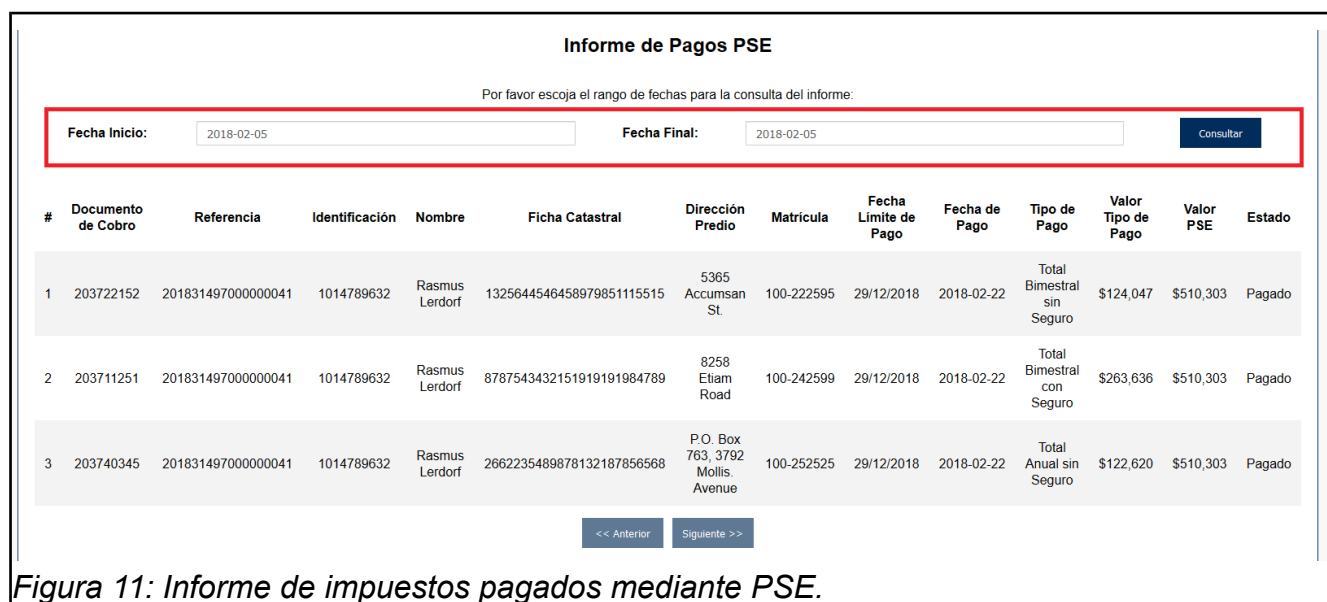 Informe de Pagos PSE
Por favor escoja el rango de fechas para la consulta del informe:
Fecha Inicio: 2018-02-05 Fecha Final: 2018-02-05 Consultar
# Documento de Cobro Referencia Identificación Nombre Ficha Catastral Dirección Predio Matrícula Fecha Límite de Pago Fecha de Pago Tipo de Pago Valor Tipo de Pago Valor PSE Estado
1 203722152 201831497000000041 1014789632 Rasmus Lerdorf 1325644546458979851115515 5365 Accumsan St. 100-222595 29/12/2018 2018-02-22 Total Bimestral sin Seguro $124,047 $510,303 Pagado
2 203711251 201831497000000041 1014789632 Rasmus Lerdorf 8787543432151919191984789 8258 Etiam Road 100-242599 29/12/2018 2018-02-22 Total Bimestral con Seguro $263,636 $510,303 Pagado
3 203740345 201831497000000041 1014789632 Rasmus Lerdorf 2662235489878132187856568 P.O. Box 763, 3792 Mollis. Avenue 100-252525 29/12/2018 2018-02-22 Total Anual sin Seguro $122,620 $510,303 Pagado
<< Anterior Siguiente >>
Figura 11: Informe de impuestos pagados mediante PSE.